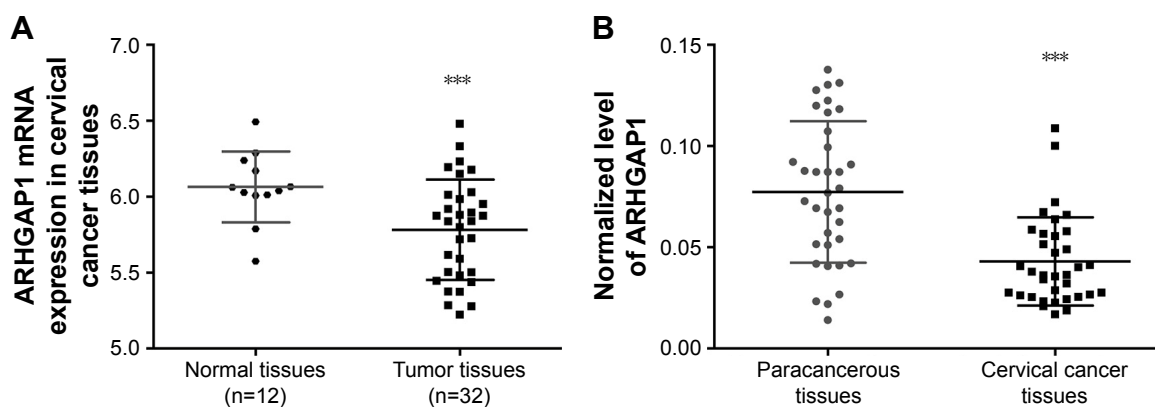 A
ARHGAP1 mRNA
expression in cervical
cancer tissues
7.0
6.5
6.0
5.5
5.0
***
Normal tissues
(n=12)
Tumor tissues
(n=32)
B
Normalized level
of ARHGAP1
0.15
0.10
0.05
0.00
***
Paracancerous
tissues
Cervical cancer
tissues